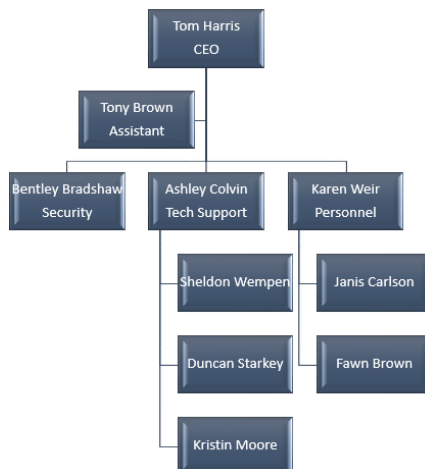 Tom Harris
CEO
Tony Brown
Assistant
Bentley Bradshaw
Security
Ashley Colvin
Tech Support
Karen Weir
Personnel
Sheldon Wempen
Janis Carlson
Duncan Starkey
Fawn Brown
Kristin Moore